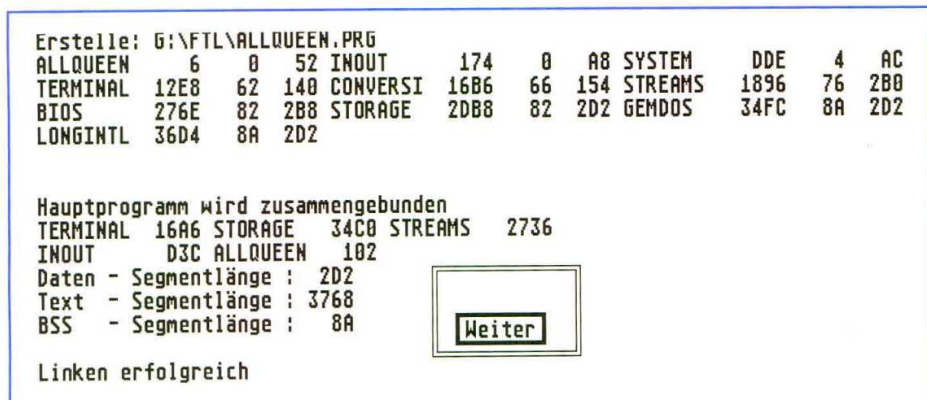 Erstelle: G:\FTL\ALLQUEEN.PRG
ALLQUEEN 6 0 52 INOUT 174 0 A8 SYSTEM DDE 4 AC
TERMINAL 12E8 62 140 CONVERSI 16B6 66 154 STREAMS 1896 76 2B0
BIOS 276E 82 2B8 STORAGE 2DB8 82 2D2 GEMDOS 34FC 8A 2D2
LONGINTL 36D4 8A 2D2
Hauptprogramm wird zusammengebunden
TERMINAL 16A6 STORAGE 34C0 STREAMS 2736
INOUT D3C ALLQUEEN 102
Daten - Segmentlänge : 2D2
Text - Segmentlänge : 3768
BSS - Segmentlänge : 8A
Weiter
Linken erfolgreich